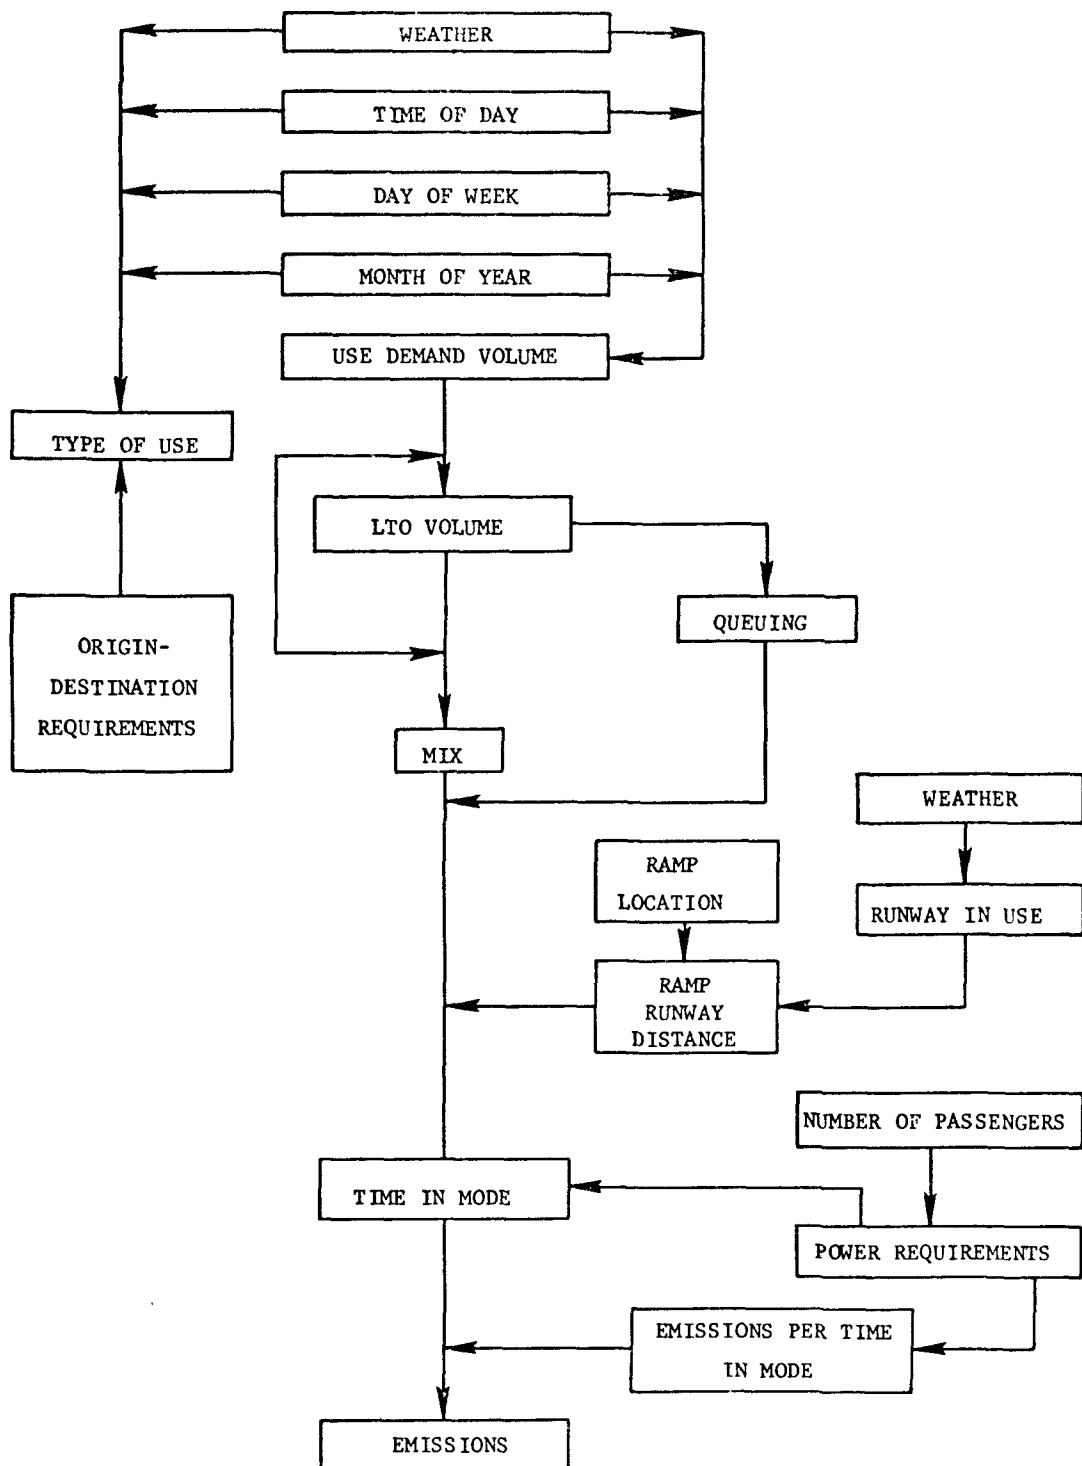 WEATHER
TIME OF DAY
DAY OF WEEK
MONTH OF YEAR
USE DEMAND VOLUME
TYPE OF USE
LTO VOLUME
QUEUING
ORIGIN-
DESTINATION
REQUIREMENTS
MIX
WEATHER
RAMP
LOCATION
RUNWAY IN USE
RAMP
RUNWAY
DISTANCE
NUMBER OF PASSENGERS
TIME IN MODE
POWER REQUIREMENTS
EMISSIONS PER TIME
IN MODE
EMISSIONS